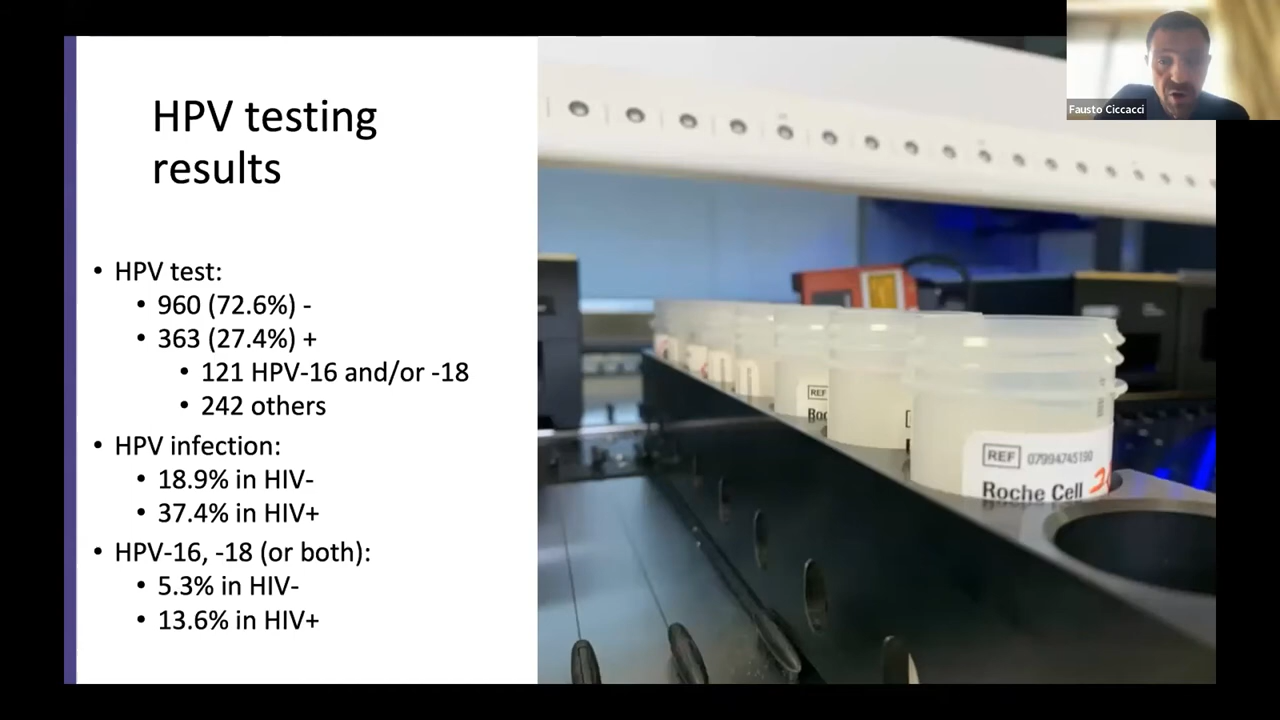 HPV testing
results
• HPV test:
• 960 (72.6%) -
• 363 (27.4%) +
• 121 HPV-16 and/or -18
• 242 others
• HPV infection:
• 18.9% in HIV-
• 37.4% in HIV+
• HPV-16, -18 (or both):
• 5.3% in HIV-
• 13.6% in HIV+
Fausto Ciccacci
REF
REF 07994745190
Roche Cell